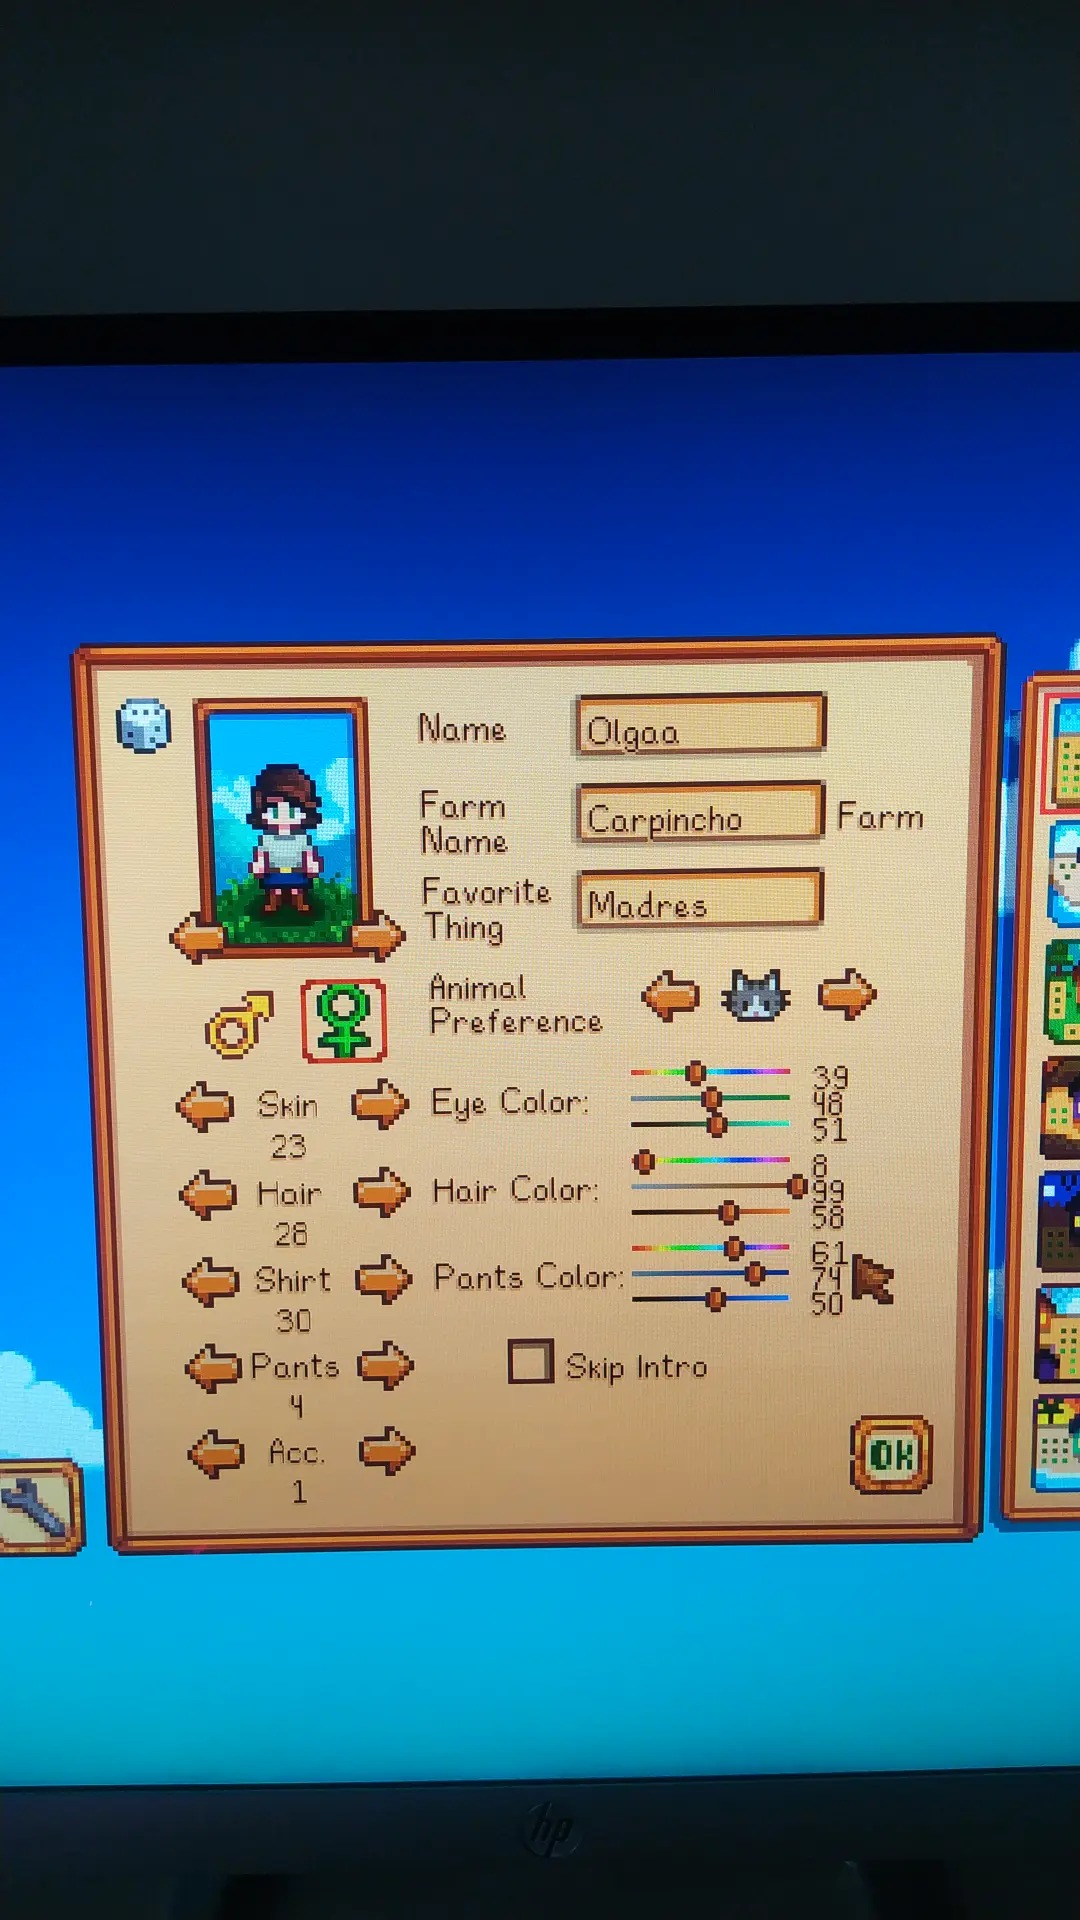 Name
Olgaa
Farm
Name
Carpincho
Farm
Favorite
Thing
Madres
Animal
Preference
Skin
23
Eye Color:
39
48
51
Hair
28
Hair Color:
8
99
58
Shirt
30
Pants Color:
61
74
50
Pants
4
Skip Intro
Acc.
1
OK
hp